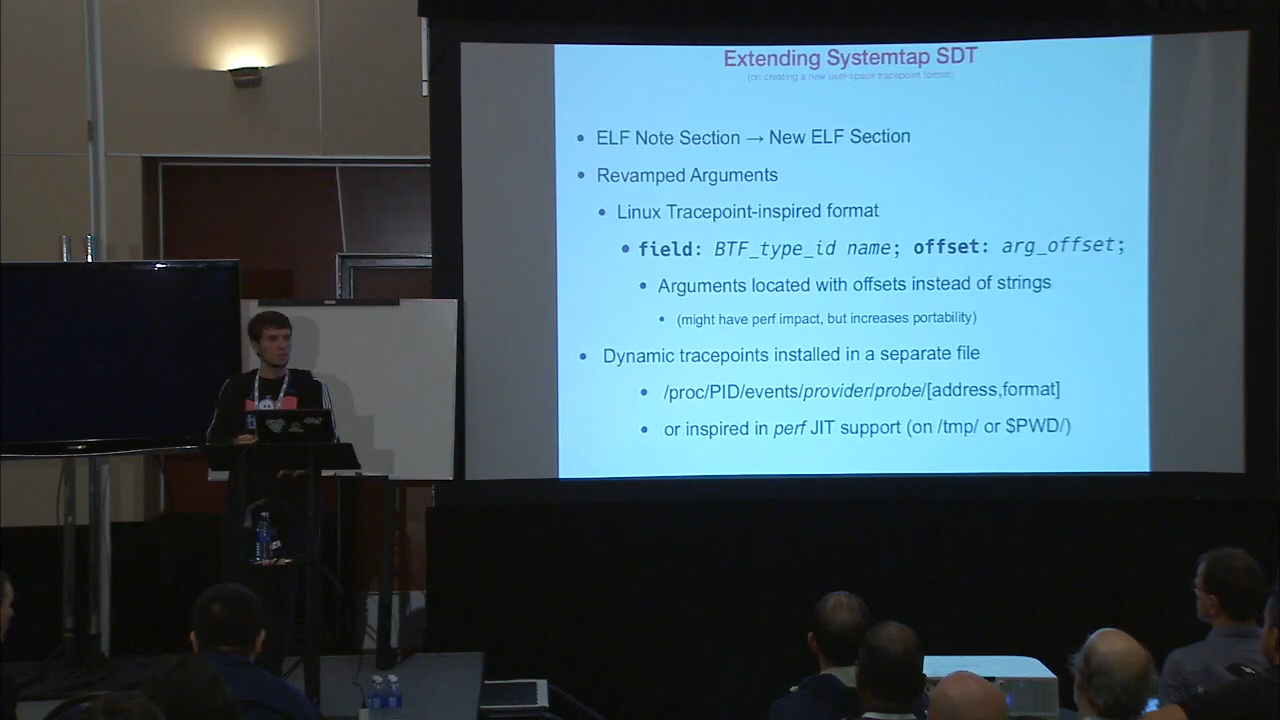 Extending Systemtap SDT
(or: creating a new user-space tracepoint format)
ELF Note Section → New ELF Section
Revamped Arguments
Linux Tracepoint-inspired format
field: BTF_type_id name; offset: arg_offset;
Arguments located with offsets instead of strings
(might have perf impact, but increases portability)
Dynamic tracepoints installed in a separate file
/proc/PID/events/provider/probe/[address,format]
or inspired in perf JIT support (on /tmp/ or $PWD/)